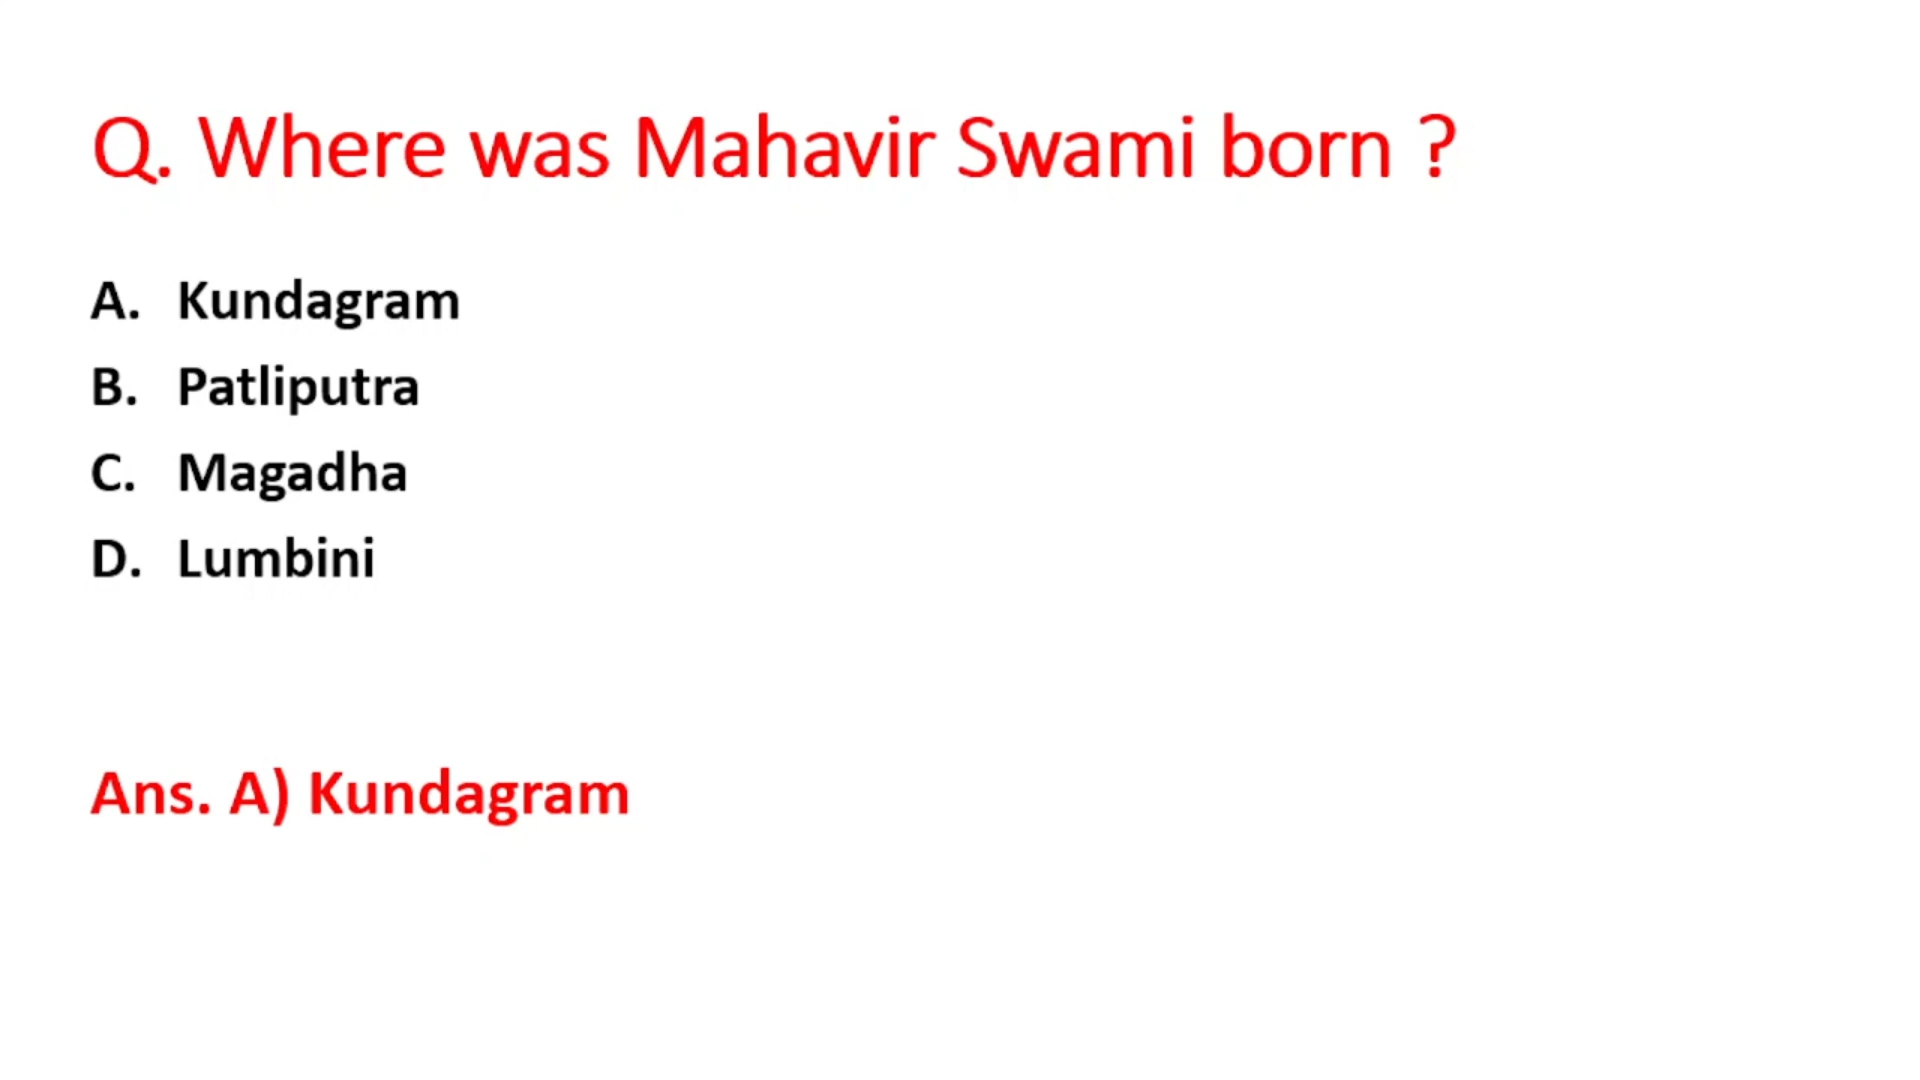 Q. Where was Mahavir Swami born ?
A. Kundagram
B. Patliputra
C. Magadha
D. Lumbini
Ans. A) Kundagram